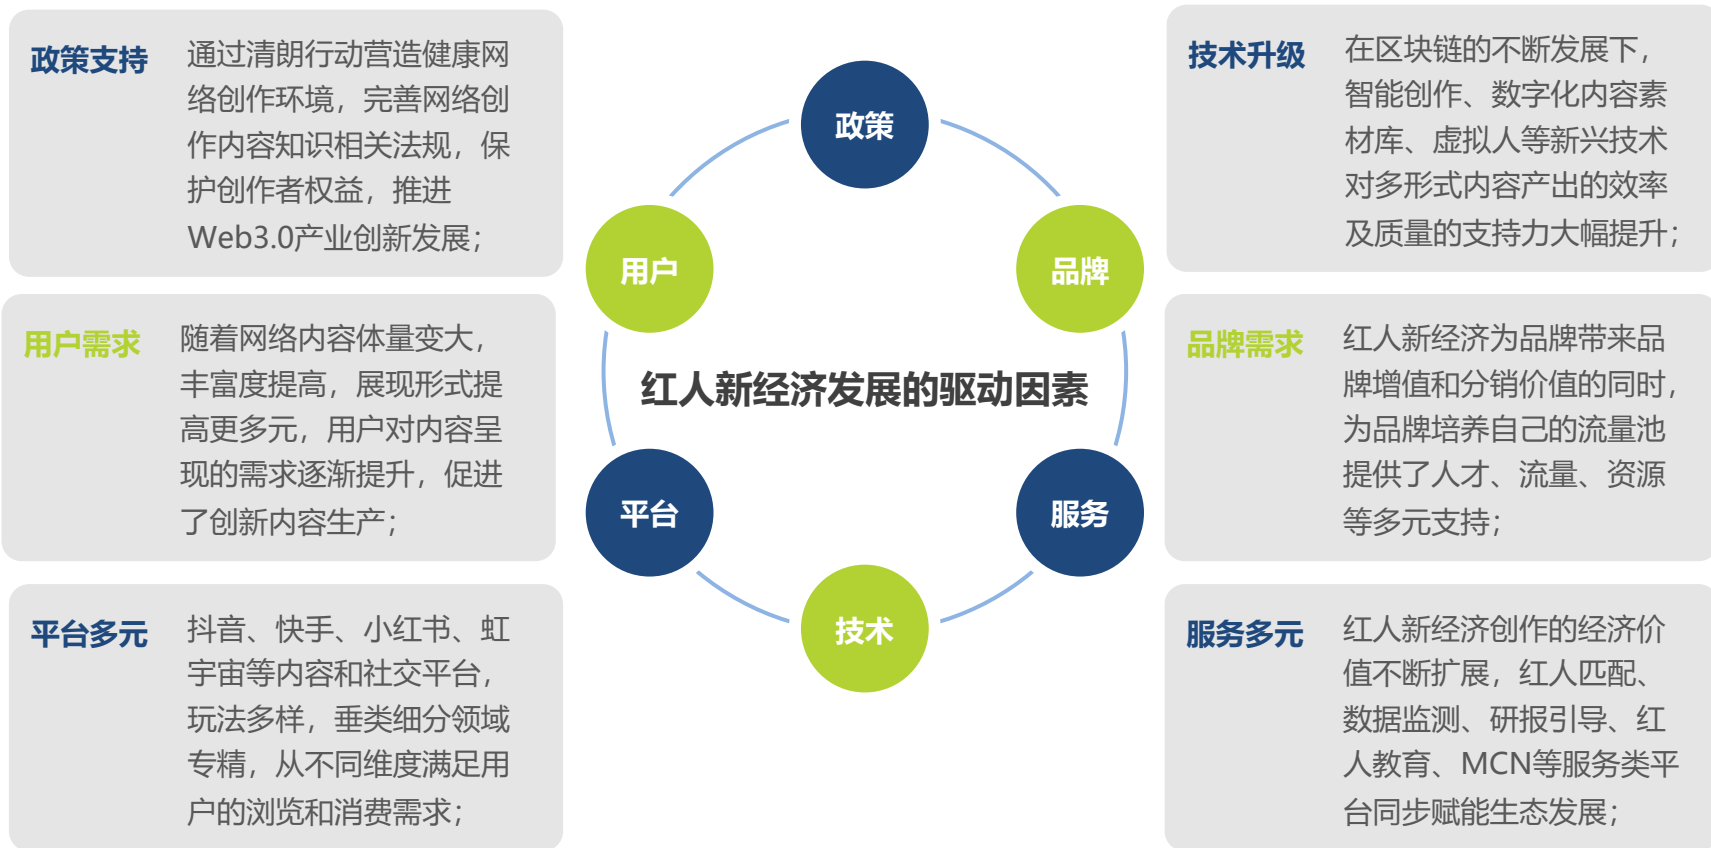 政策支持
通过清朗行动营造健康网
络创作环境，完善网络创
作内容知识相关法规，保
护创作者权益，推进
Web3.0产业创新发展；
用户需求
随着网络内容体量变大，
丰富度提高，展现形式提
高更多元，用户对内容呈
现的需求逐渐提升，促进
了创新内容生产；
平台多元
抖音、快手、小红书、虹
宇宙等内容和社交平台，
玩法多样，垂类细分领域
专精，从不同维度满足用
户的浏览和消费需求；
政策
用户
品牌
红人新经济发展的驱动因素
平台
服务
技术
技术升级
在区块链的不断发展下，
智能创作、数字化内容素
材库、虚拟人等新兴技术
对多形式内容产出的效率
及质量的支持力大幅提升；
品牌需求
红人新经济为品牌带来品
牌增值和分销价值的同时，
为品牌培养自己的流量池
提供了人才、流量、资源
等多元支持；
服务多元
红人新经济创作的经济价
值不断扩展，红人匹配、
数据监测、研报引导、红
人教育、MCN等服务类平
台同步赋能生态发展；